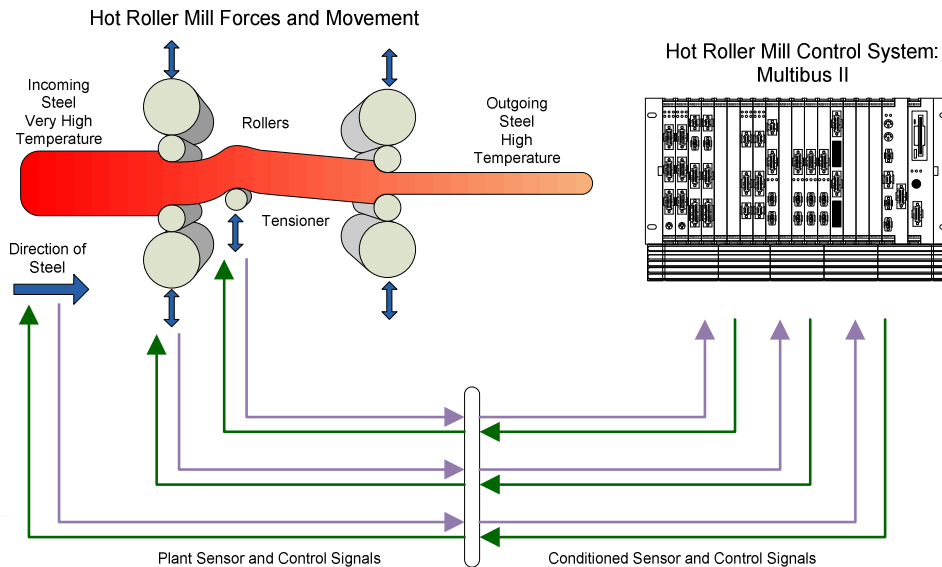 Hot Roller Mill Forces and Movement
Hot Roller Mill Control System:
Multibus II
Incoming
Steel
Very High
Temperature
Rollers
Outgoing
Steel
High
Temperature
Tensioner
Direction of
Steel
Plant Sensor and Control Signals
Conditioned Sensor and Control Signals